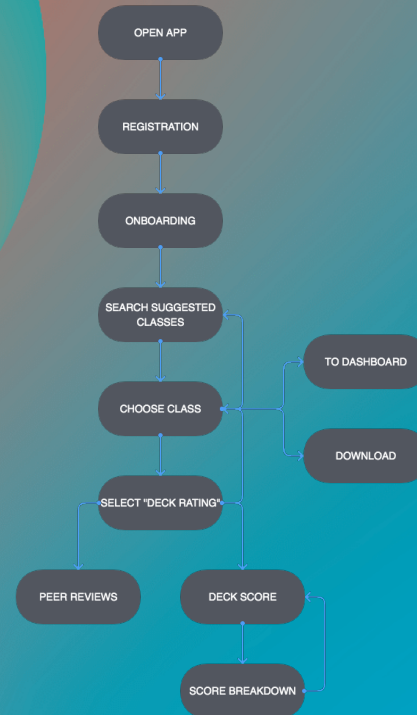 OPEN APP
REGISTRATION
ONBOARDING
SEARCH SUGGESTED
CLASSES
TO DASHBOARD
CHOOSE CLASS
DOWNLOAD
SELECT "DECK RATING"
PEER REVIEWS
DECK SCORE
SCORE BREAKDOWN